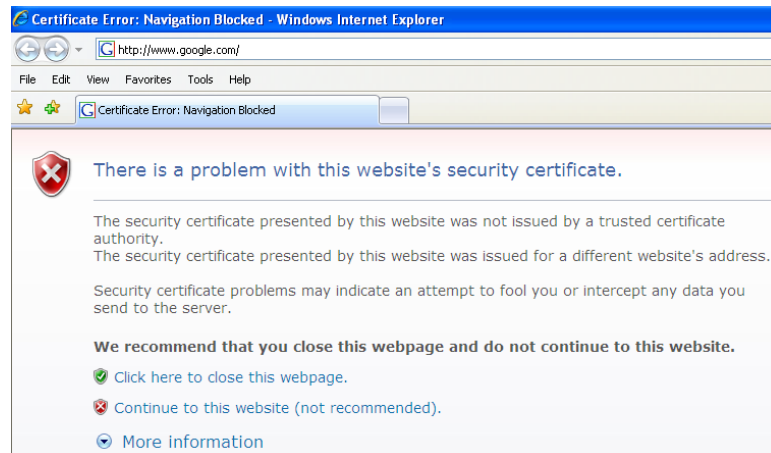 Certificate Error: Navigation Blocked - Windows Internet Explorer
http://www.google.com/
File Edit View Favorites Tools Help
Certificate Error: Navigation Blocked
There is a problem with this website's security certificate.
The security certificate presented by this website was not issued by a trusted certificate
authority.
The security certificate presented by this website was issued for a different website's address.
Security certificate problems may indicate an attempt to fool you or intercept any data you
send to the server.
We recommend that you close this webpage and do not continue to this website.
Click here to close this webpage.
Continue to this website (not recommended).
More information